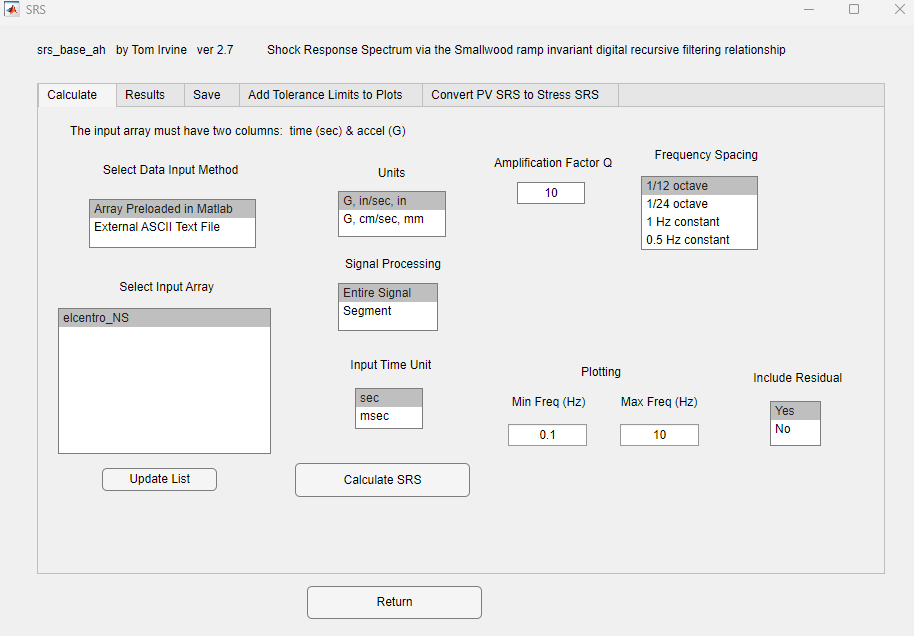 SRS
srs_base_ah by Tom Irvine ver 2.7 Shock Response Spectrum via the Smallwood ramp invariant digital recursive filtering relationship
Calculate Results Save Add Tolerance Limits to Plots Convert PV SRS to Stress SRS
The input array must have two columns: time (sec) & accel (G)
Select Data Input Method
Array Preloaded in Matlab
External ASCII Text File
Units
G, in/sec, in
G, cm/sec, mm
Amplification Factor Q
10
Frequency Spacing
1/12 octave
1/24 octave
1 Hz constant
0.5 Hz constant
Select Input Array
elcentro_NS
Update List
Signal Processing
Entire Signal
Segment
Input Time Unit
sec
msec
Calculate SRS
Plotting
Min Freq (Hz) Max Freq (Hz)
0.1 10
Include Residual
Yes
No
Return